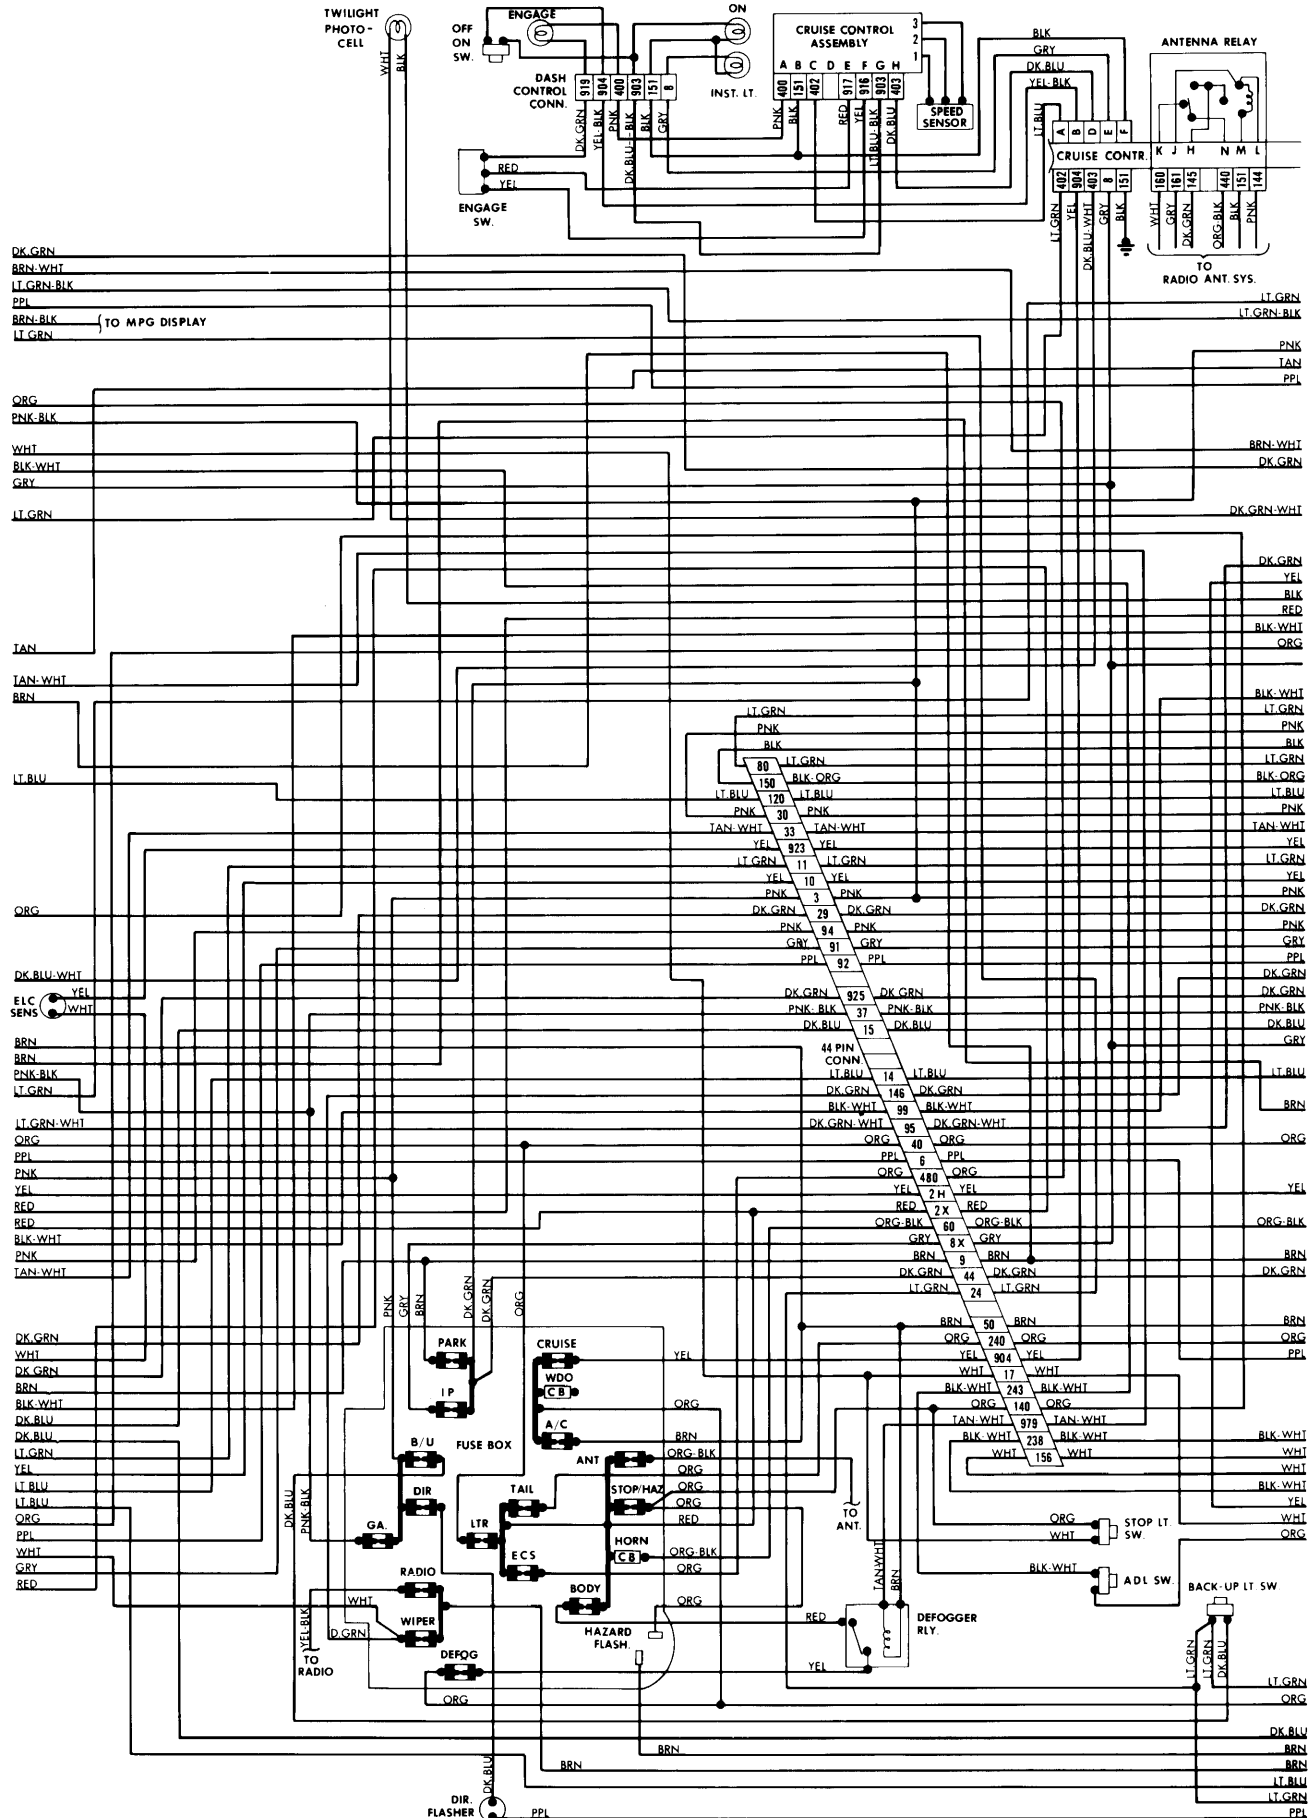 TWILIGHT
PHOTO-
CELL
WHT
BLK
OFF
ON
SW.
ENGAGE
ON
INST. LT.
DASH
CONTROL
CONN.
919
904
400
903
151
8
DK.GRN
YEL-BLK
PNK
DK.BLU-BLK
BLK
GRY
CRUISE CONTROL
ASSEMBLY
3
2
1
A B C D E F G H
400
151
402
917
916
903
403
PNK
BLK
RED
YEL
LT.BLU-BLK
DK.BLU
SPEED
SENSOR
BLK
GRY
DK.BLU
YEL-BLK
LT.BLU
A
B
D
E
F
CRUISE CONTR.
402
904
403
8
151
LT.GRN
YEL
DK.BLU-WHT
GRY
BLK
ANTENNA RELAY
K J H N M L
160
161
145
440
151
144
WHT
GRY
DK.GRN
ORG-BLK
BLK
PNK
TO
RADIO ANT. SYS.
RED
YEL
ENGAGE
SW.
DK.GRN
BRN-WHT
LT.GRN-BLK
PPL
BRN-BLK
TO MPG DISPLAY
LT GRN
ORG
PNK-BLK
WHT
BLK-WHT
GRY
LT.GRN
TAN
TAN-WHT
BRN
LT.BLU
ORG
DK.BLU-WHT
ELC
SENS
YEL
WHT
BRN
BRN
PNK-BLK
LT.GRN
LT.GRN-WHT
ORG
PPL
PNK
YEL
RED
RED
BLK-WHT
PNK
TAN-WHT
DK.GRN
WHT
DK GRN
BRN
BLK-WHT
DK.BLU
DK.BLU
LT.GRN
YEL
LT BLU
LT.BLU
ORG
PPL
WHT
GRY
RED
LT.GRN
LT.GRN-BLK
PNK
TAN
PPL
BRN-WHT
DK.GRN
DK.GRN-WHT
DK.GRN
YEL
BLK
RED
BLK-WHT
ORG
BLK-WHT
LT.GRN
PNK
BLK
LT.GRN
BLK-ORG
LT.BLU
PNK
TAN-WHT
YEL
LT.GRN
YEL
PNK
DK.GRN
PNK
GRY
PPL
DK.GRN
DK.GRN
PNK-BLK
DK.BLU
GRY
LT.BLU
BRN
ORG
YEL
ORG-BLK
BRN
DK.GRN
BRN
ORG
PPL
BLK-WHT
WHT
WHT
BLK-WHT
YEL
WHT
ORG
LT.GRN
PNK
BLK
80 LT.GRN
150 BLK-ORG
LT.BLU 120 LT.BLU
PNK 30 PNK
TAN-WHT 33 TAN-WHT
YEL 923 YEL
LT GRN 11 LT.GRN
YEL 10 YEL
PNK 3 PNK
DK.GRN 29 DK.GRN
PNK 94 PNK
GRY 91 GRY
PPL 92 PPL
DK.GRN 925 DK GRN
PNK-BLK 37 PNK-BLK
DK.BLU 15 DK.BLU
44 PIN
CONN.
LT.BLU 14 LT.BLU
DK.GRN 146 DK.GRN
BLK-WHT 99 BLK-WHT
DK.GRN-WHT 95 DK.GRN-WHT
ORG 40 ORG
PPL 6 PPL
ORG 480 ORG
YEL 2H YEL
RED 2X RED
ORG-BLK 60 ORG-BLK
GRY 8X GRY
BRN 9 BRN
DK.GRN 44 DK.GRN
LT.GRN 24 LT.GRN
BRN 50 BRN
ORG 240 ORG
YEL 904 YEL
WHT 17 WHT
BLK-WHT 243 BLK-WHT
ORG 140 ORG
TAN-WHT 979 TAN-WHT
BLK-WHT 238 BLK-WHT
WHT 156 WHT
PNK
GRY
BRN
DK GRN
DK.GRN
ORG
PARK
I P
CRUISE
WDO
C B
A/C
YEL
ORG
BRN
B/U
FUSE BOX
DIR
GA.
ANT
ORG-BLK
ORG
STOP/HAZ
ORG
ORG
RED
TAIL
LTR
ECS
HORN
C B
ORG-BLK
ORG
BODY
ORG
RADIO
WHT
WIPER
D.GRN
DEFOG
HAZARD
FLASH.
DK.BLU
PNK-BLK
YEL-BLK
TO
RADIO
TO
ANT.
TAN-WHT
BRN
RED
DEFOGGER
RLY.
YEL
ORG
ORG
WHT
STOP LT.
SW.
BLK-WHT
ADL SW.
BACK-UP LT. SW
LT.GRN
LT.GRN
DK.BLU
LT.GRN
ORG
DK.BLU
BRN
BRN
LT.BLU
LT.GRN
PPL
BRN
BRN
DK.BLU
DIR.
FLASHER
PPL